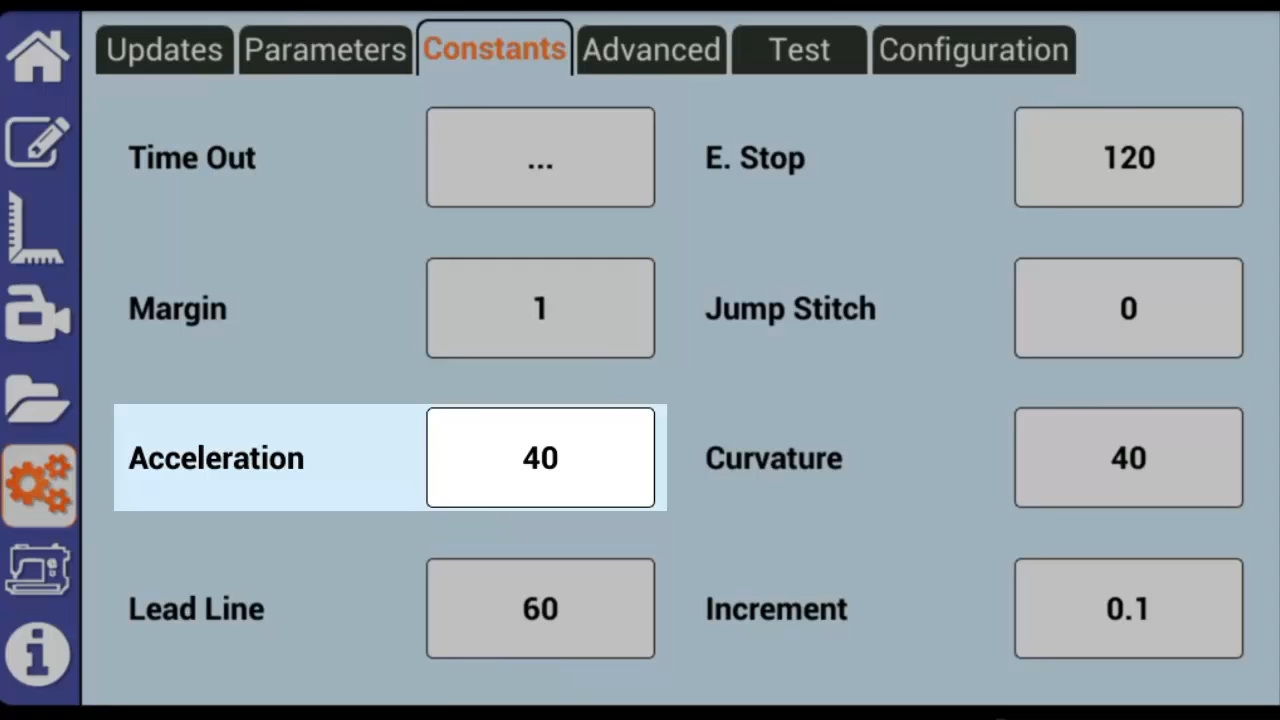 Updates Parameters Constants Advanced Test Configuration
Time Out ... E. Stop 120
Margin 1 Jump Stitch 0
Acceleration 40 Curvature 40
Lead Line 60 Increment 0.1